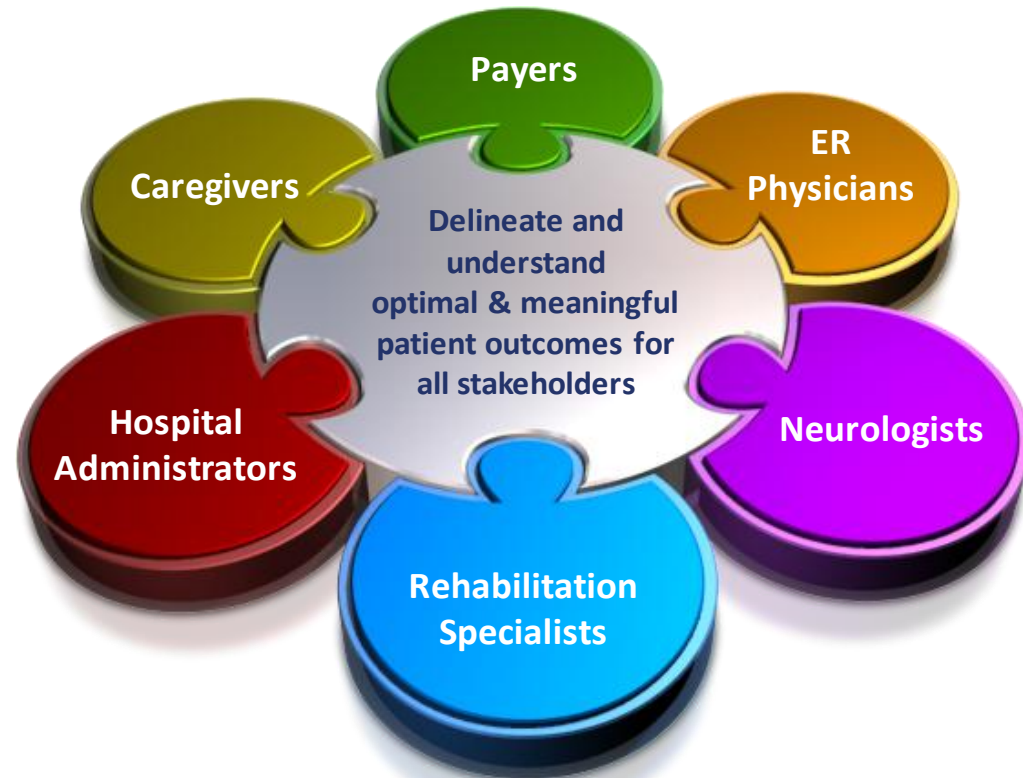 Payers
ER
Physicians
Caregivers
Delineate and
understand
optimal & meaningful
patient outcomes for
all stakeholders
Hospital
Administrators
Neurologists
Rehabilitation
Specialists